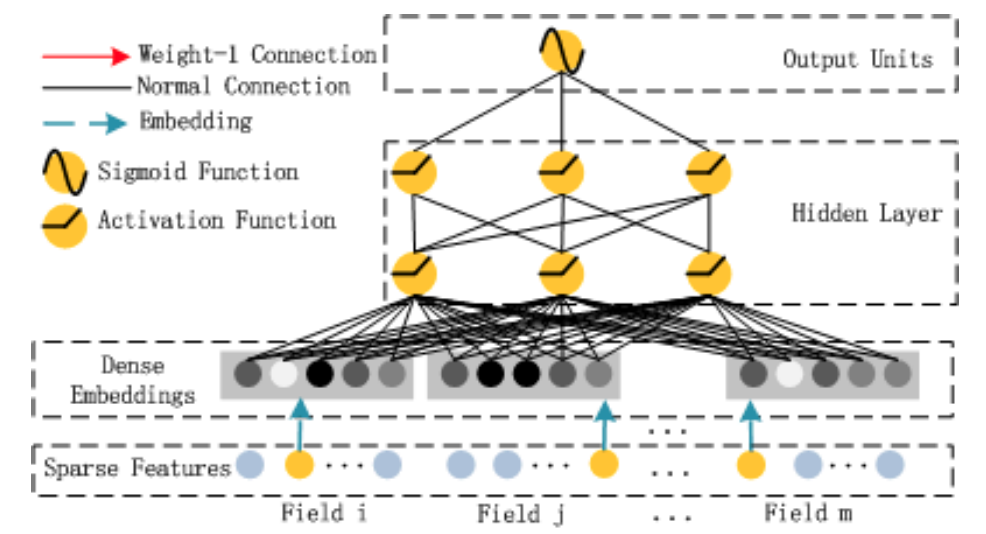 Weight-1 Connection
Normal Connection
Embedding
Sigmoid Function
Activation Function
Output Units
Hidden Layer
Dense
Embeddings
...
Sparse Features
... ... ... ...
Field i Field j ... Field m